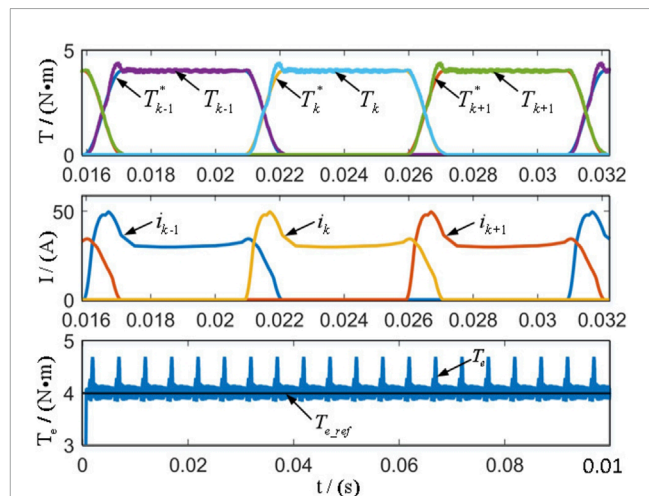 T / (N•m)
5
0
T*k-1 Tk-1 T*k Tk T*k+1 Tk+1
0.016 0.018 0.02 0.022 0.024 0.026 0.028 0.03 0.032
I / (A)
50
0
ik-1 ik ik+1
0.016 0.018 0.02 0.022 0.024 0.026 0.028 0.03 0.032
Te / (N•m)
5
4
3
Te
Te_ref
0 0.02 0.04 0.06 0.08 0.01
t / (s)